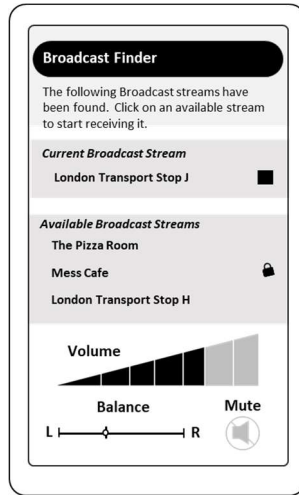 Broadcast Finder
The following Broadcast streams have
been found. Click on an available stream
to start receiving it.
Current Broadcast Stream
London Transport Stop J
Available Broadcast Streams
The Pizza Room
Mess Cafe
London Transport Stop H
Volume
Balance Mute
L R